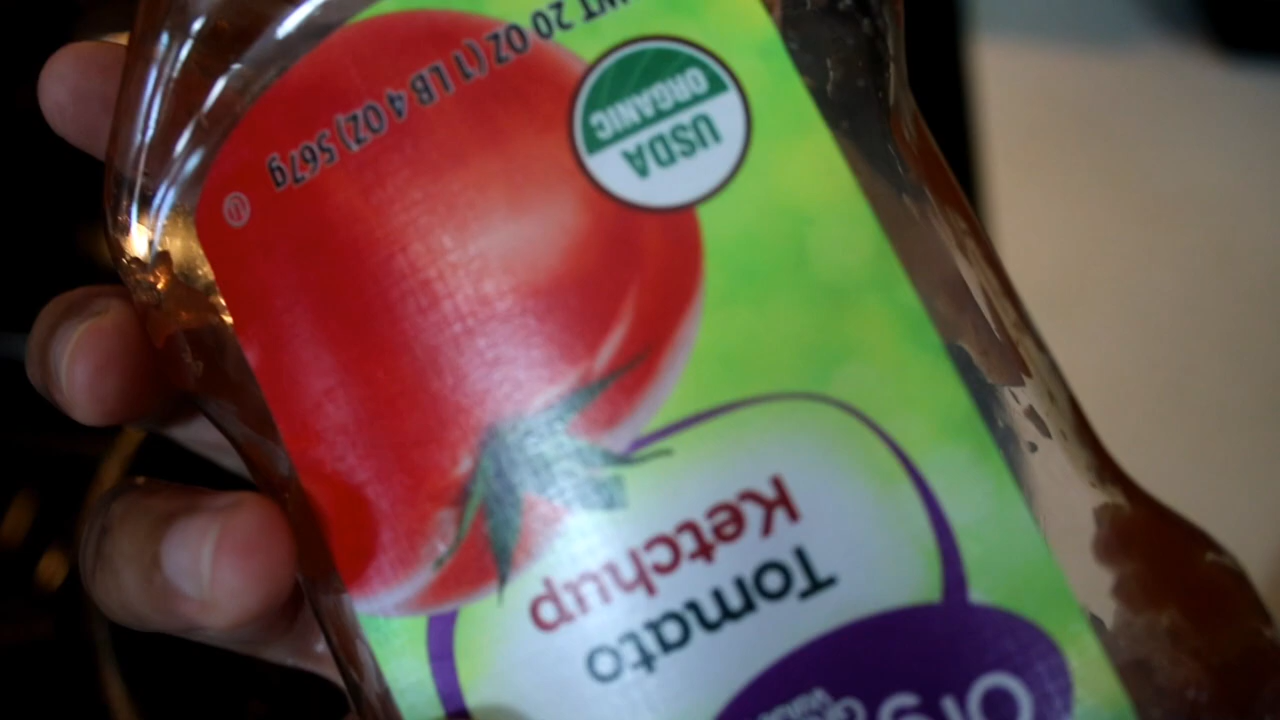 Tomato
Ketchup
USDA
ORGANIC
WT 20 OZ (1 LB 4 OZ) 567g
U